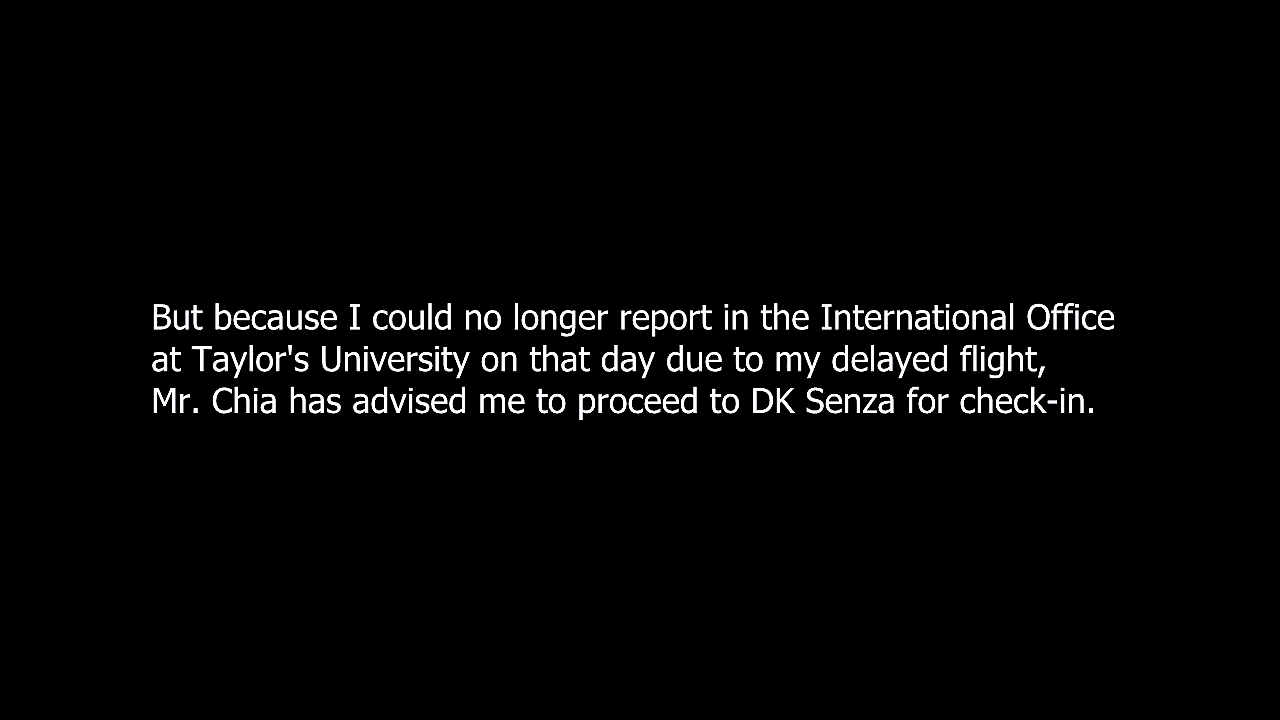 But because I could no longer report in the International Office
at Taylor's University on that day due to my delayed flight,
Mr. Chia has advised me to proceed to DK Senza for check-in.